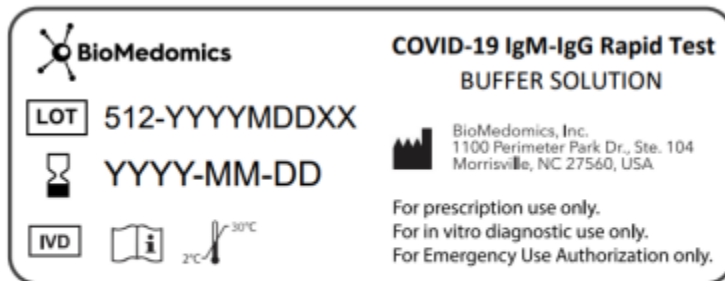 BioMedomics
LOT 512-YYYYMDDXX
YYYY-MM-DD
IVD i 2°C 30°C
COVID-19 IgM-IgG Rapid Test
BUFFER SOLUTION
BioMedomics, Inc.
1100 Perimeter Park Dr., Ste. 104
Morrisville, NC 27560, USA
For prescription use only.
For in vitro diagnostic use only.
For Emergency Use Authorization only.